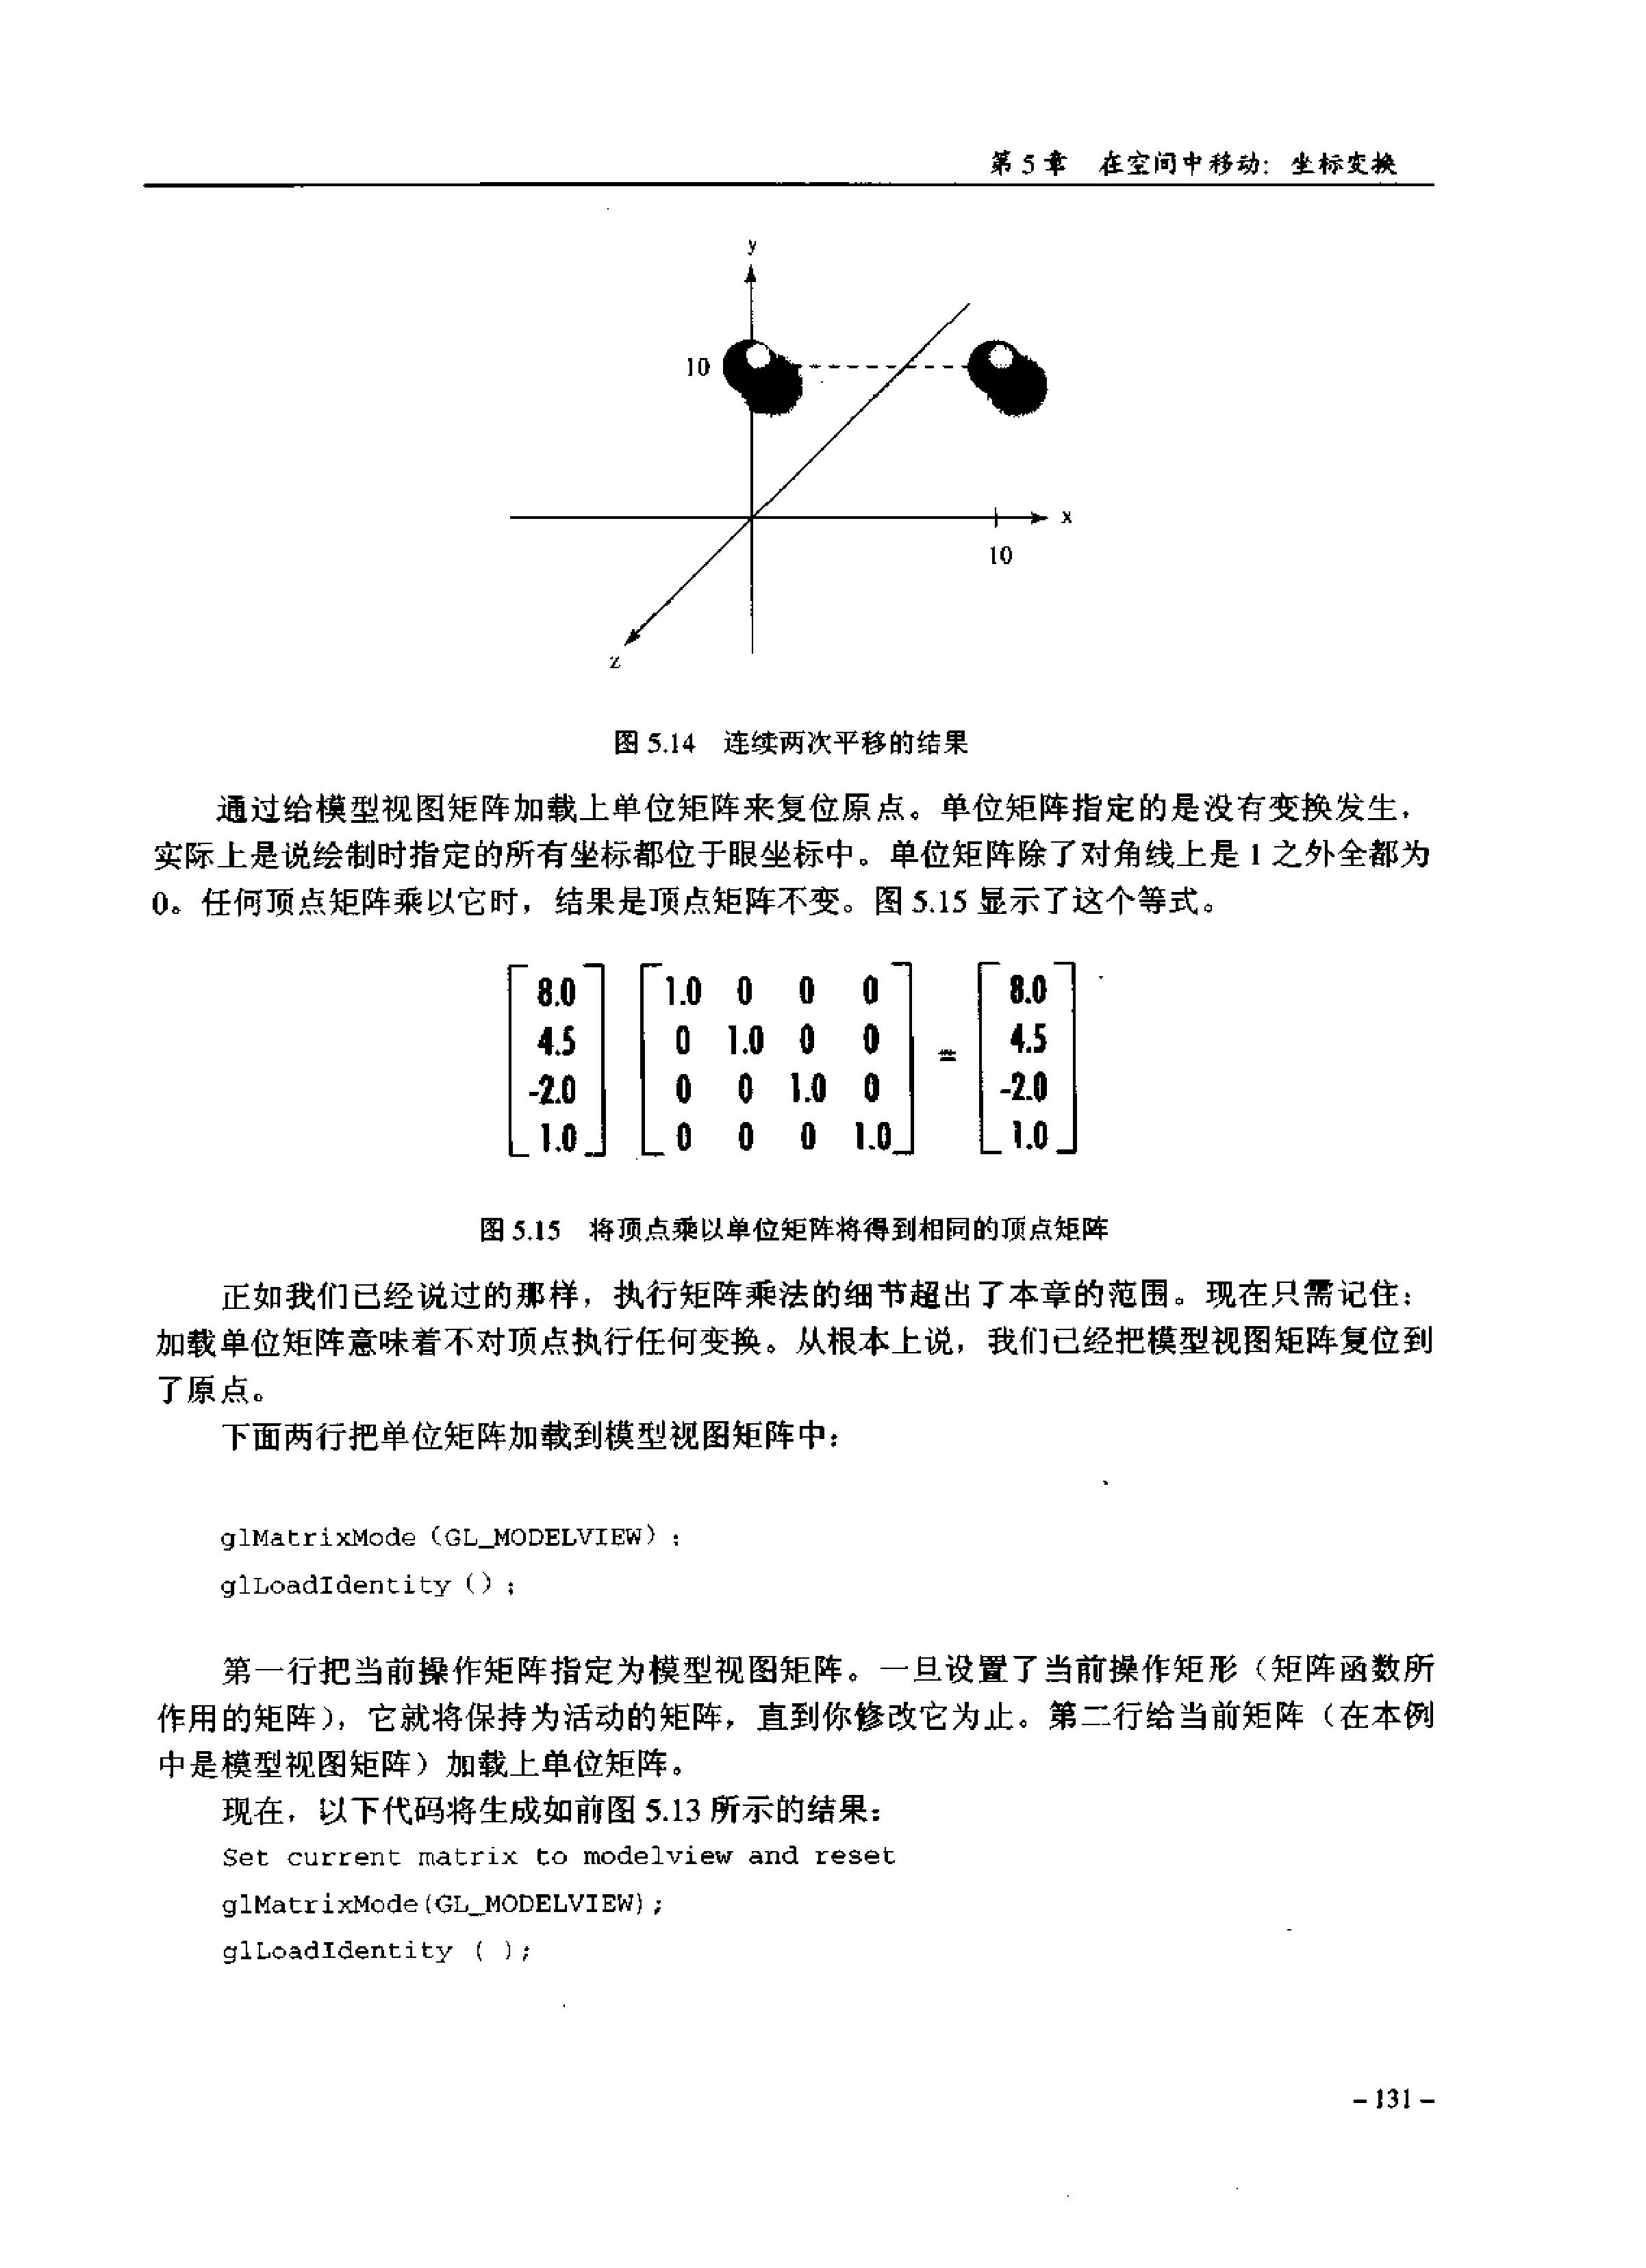 第 5 章　在空间中移动: 坐标变换
y
10
x
10
z
图 5.14　连续两次平移的结果
通过给模型视图矩阵加载上单位矩阵来复位原点。单位矩阵指定的是没有变换发生，
实际上是说绘制时指定的所有坐标都位于眼坐标中。单位矩阵除了对角线上是 1 之外全都为
0。任何顶点矩阵乘以它时，结果是顶点矩阵不变。图 5.15 显示了这个等式。
8.0 1.0 0 0 0 8.0
4.5 0 1.0 0 0 = 4.5
-2.0 0 0 1.0 0 -2.0
1.0 0 0 0 1.0 1.0
图 5.15　将顶点乘以单位矩阵将得到相同的顶点矩阵
正如我们已经说过的那样，执行矩阵乘法的细节超出了本章的范围。现在只需记住：
加载单位矩阵意味着不对顶点执行任何变换。从根本上说，我们已经把模型视图矩阵复位到
了原点。
下面两行把单位矩阵加载到模型视图矩阵中：
glMatrixMode（GL_MODELVIEW）;
glLoadIdentity（）;
第一行把当前操作矩阵指定为模型视图矩阵。一旦设置了当前操作矩形（矩阵函数所
作用的矩阵），它就将保持为活动的矩阵，直到你修改它为止。第二行给当前矩阵（在本例
中是模型视图矩阵）加载上单位矩阵。
现在，以下代码将生成如前图 5.13 所示的结果：
Set current matrix to modelview and reset
glMatrixMode(GL_MODELVIEW);
glLoadIdentity ( );
– 131 –